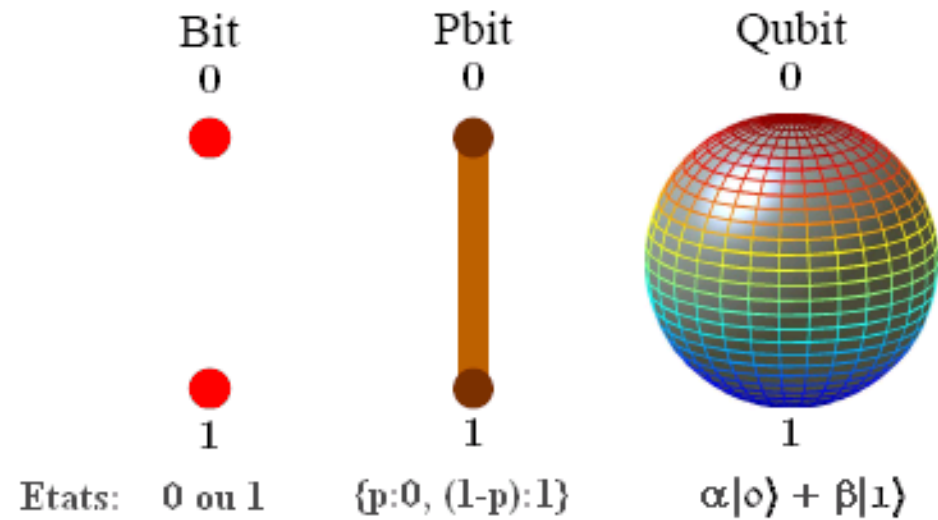 Bit Pbit Qubit
0 0 0
1 1 1
Etats: 0 ou 1 {p:0, (1-p):1} α|0⟩ + β|1⟩